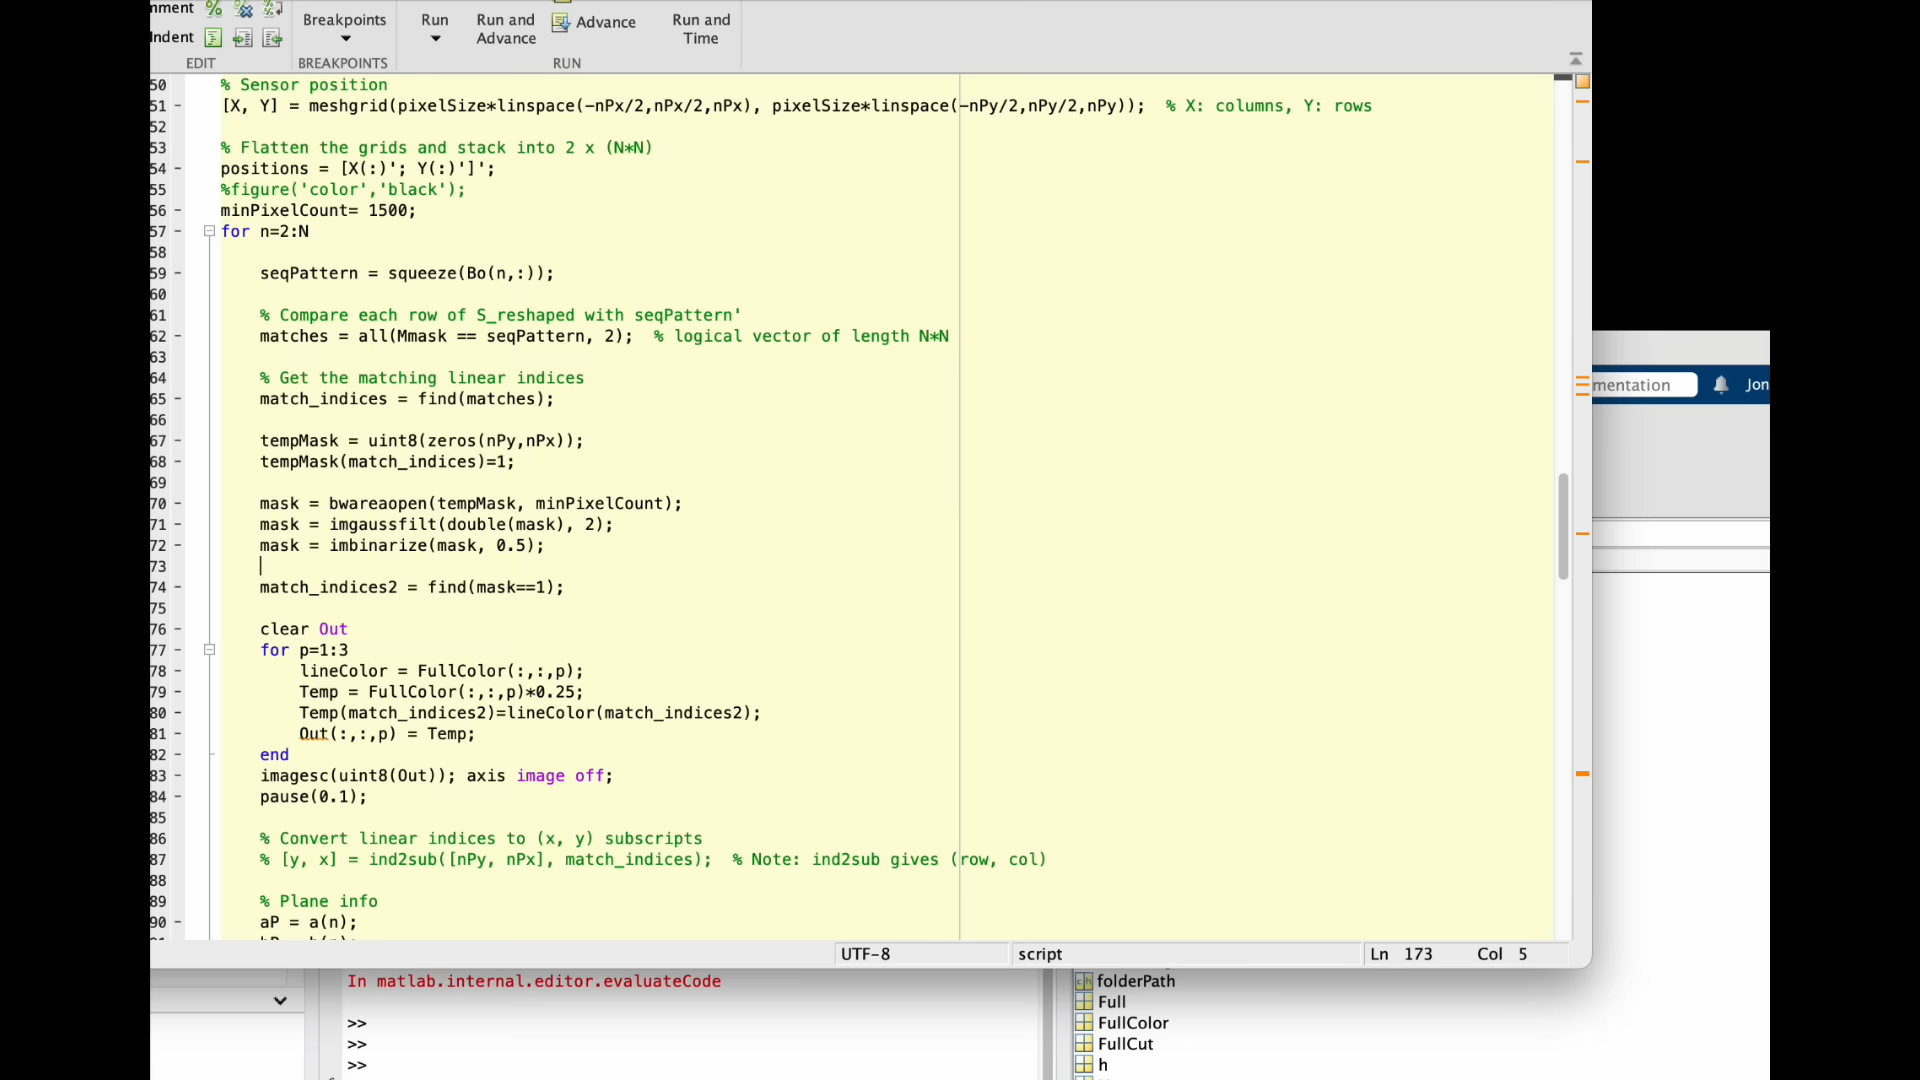 nment
Breakpoints
Run
Run and
Advance
Advance
Run and
Time
Indent
EDIT
BREAKPOINTS
RUN
50 % Sensor position
51 - [X, Y] = meshgrid(pixelSize*linspace(-nPx/2,nPx/2,nPx), pixelSize*linspace(-nPy/2,nPy/2,nPy)); % X: columns, Y: rows
52
53 % Flatten the grids and stack into 2 x (N*N)
54 - positions = [X(:)'; Y(:)']';
55 %figure('color','black');
56 - minPixelCount= 1500;
57 - for n=2:N
58
59 - seqPattern = squeeze(Bo(n,:));
60
61 % Compare each row of S_reshaped with seqPattern'
62 - matches = all(Mmask == seqPattern, 2); % logical vector of length N*N
63
64 % Get the matching linear indices
65 - match_indices = find(matches);
66
67 - tempMask = uint8(zeros(nPy,nPx));
68 - tempMask(match_indices)=1;
69
70 - mask = bwareaopen(tempMask, minPixelCount);
71 - mask = imgaussfilt(double(mask), 2);
72 - mask = imbinarize(mask, 0.5);
73
74 - match_indices2 = find(mask==1);
75
76 - clear Out
77 - for p=1:3
78 - lineColor = FullColor(:,:,p);
79 - Temp = FullColor(:,:,p)*0.25;
80 - Temp(match_indices2)=lineColor(match_indices2);
81 - Out(:,:,p) = Temp;
82 - end
83 - imagesc(uint8(Out)); axis image off;
84 - pause(0.1);
85
86 % Convert linear indices to (x, y) subscripts
87 % [y, x] = ind2sub([nPy, nPx], match_indices); % Note: ind2sub gives (row, col)
88
89 % Plane info
90 - aP = a(n);
mentation
Jon
UTF-8
script
Ln 173 Col 5
In matlab.internal.editor.evaluateCode
>>
>>
>>
folderPath
Full
FullColor
FullCut
h